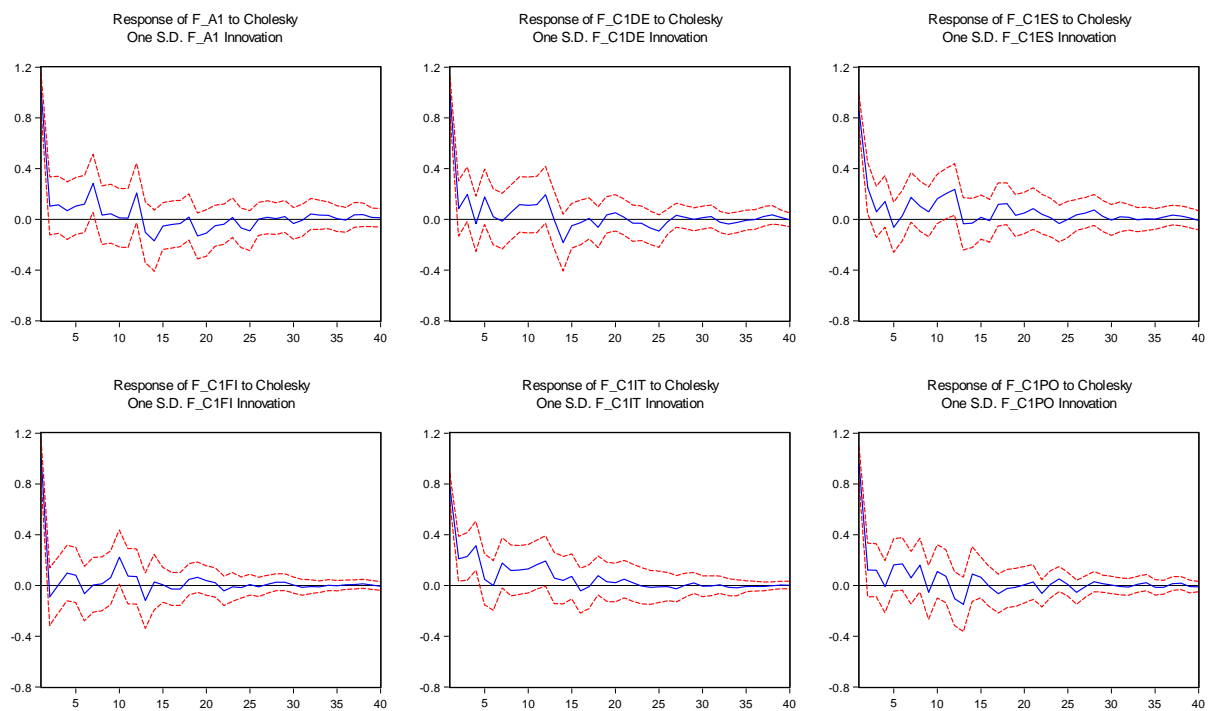 Response of F_A1 to Cholesky
One S.D. F_A1 Innovation
1.2
0.8
0.4
0.0
-0.4
-0.8
5 10 15 20 25 30 35 40
Response of F_C1DE to Cholesky
One S.D. F_C1DE Innovation
1.2
0.8
0.4
0.0
-0.4
-0.8
5 10 15 20 25 30 35 40
Response of F_C1ES to Cholesky
One S.D. F_C1ES Innovation
1.2
0.8
0.4
0.0
-0.4
-0.8
5 10 15 20 25 30 35 40
Response of F_C1FI to Cholesky
One S.D. F_C1FI Innovation
1.2
0.8
0.4
0.0
-0.4
-0.8
5 10 15 20 25 30 35 40
Response of F_C1IT to Cholesky
One S.D. F_C1IT Innovation
1.2
0.8
0.4
0.0
-0.4
-0.8
5 10 15 20 25 30 35 40
Response of F_C1PO to Cholesky
One S.D. F_C1PO Innovation
1.2
0.8
0.4
0.0
-0.4
-0.8
5 10 15 20 25 30 35 40